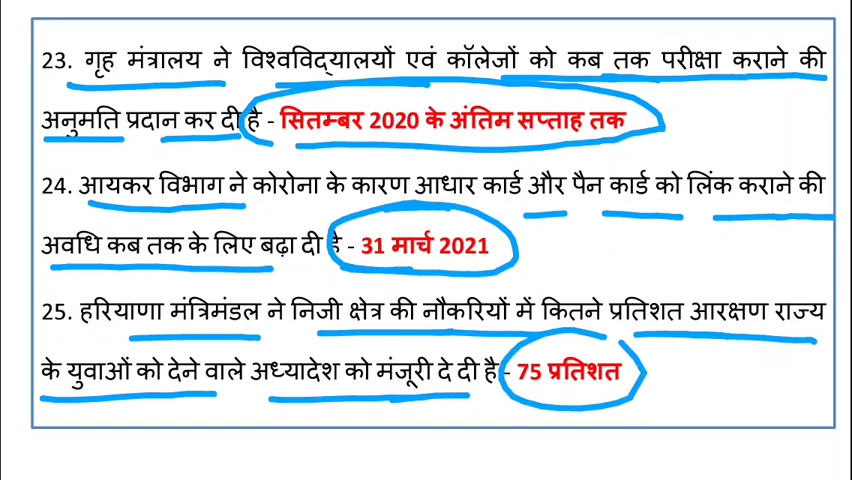 23. गृह मंत्रालय ने विश्वविद्यालयों एवं कॉलेजों को कब तक परीक्षा कराने की
अनुमति प्रदान कर दी है - सितम्बर 2020 के अंतिम सप्ताह तक
24. आयकर विभाग ने कोरोना के कारण आधार कार्ड और पैन कार्ड को लिंक कराने की
अवधि कब तक के लिए बढ़ा दी है - 31 मार्च 2021
25. हरियाणा मंत्रिमंडल ने निजी क्षेत्र की नौकरियों में कितने प्रतिशत आरक्षण राज्य
के युवाओं को देने वाले अध्यादेश को मंजूरी दे दी है - 75 प्रतिशत